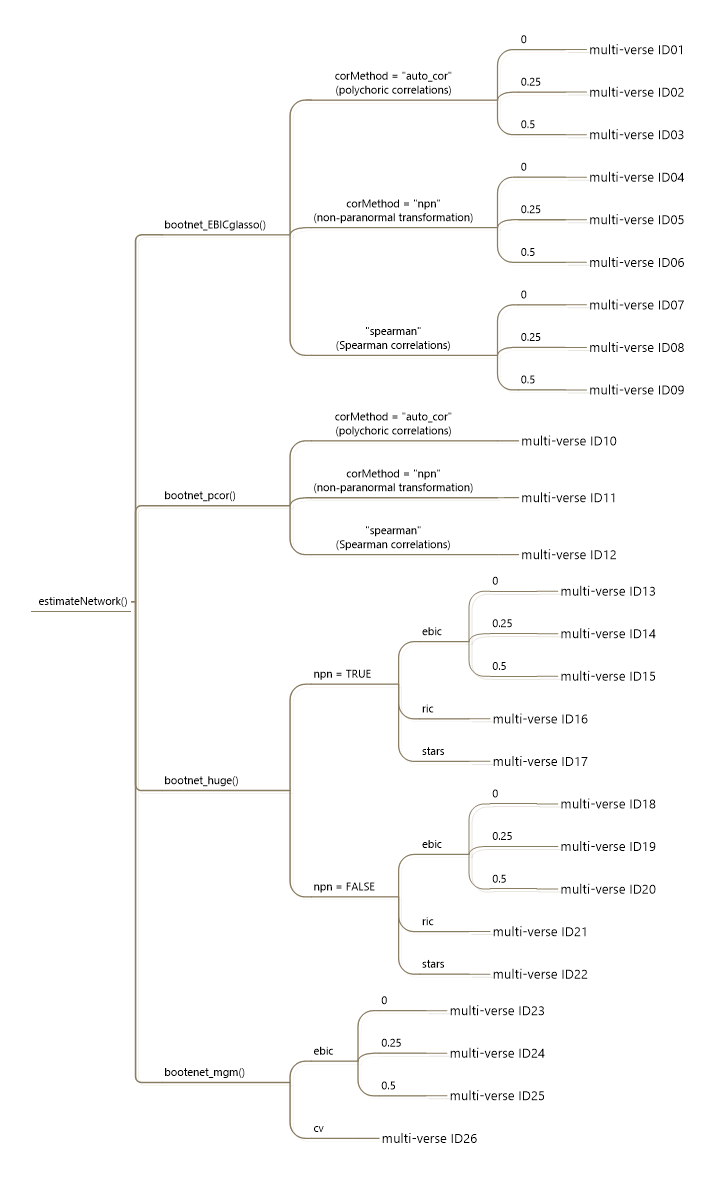 0
multi-verse ID01
corMethod = "auto_cor"
(polychoric correlations)
0.25
multi-verse ID02
0.5
multi-verse ID03
0
multi-verse ID04
corMethod = "npn"
(non-paranormal transformation)
0.25
multi-verse ID05
bootnet_EBICglasso()
0.5
multi-verse ID06
0
multi-verse ID07
"spearman"
(Spearman correlations)
0.25
multi-verse ID08
0.5
multi-verse ID09
corMethod = "auto_cor"
(polychoric correlations)
multi-verse ID10
corMethod = "npn"
(non-paranormal transformation)
bootnet_pcor()
multi-verse ID11
"spearman"
(Spearman correlations)
multi-verse ID12
estimateNetwork()
0
multi-verse ID13
ebic
0.25
multi-verse ID14
npn = TRUE
0.5
multi-verse ID15
ric
multi-verse ID16
stars
multi-verse ID17
bootnet_huge()
0
multi-verse ID18
ebic
0.25
multi-verse ID19
npn = FALSE
0.5
multi-verse ID20
ric
multi-verse ID21
stars
multi-verse ID22
0
multi-verse ID23
ebic
0.25
multi-verse ID24
bootenet_mgm()
0.5
multi-verse ID25
cv
multi-verse ID26